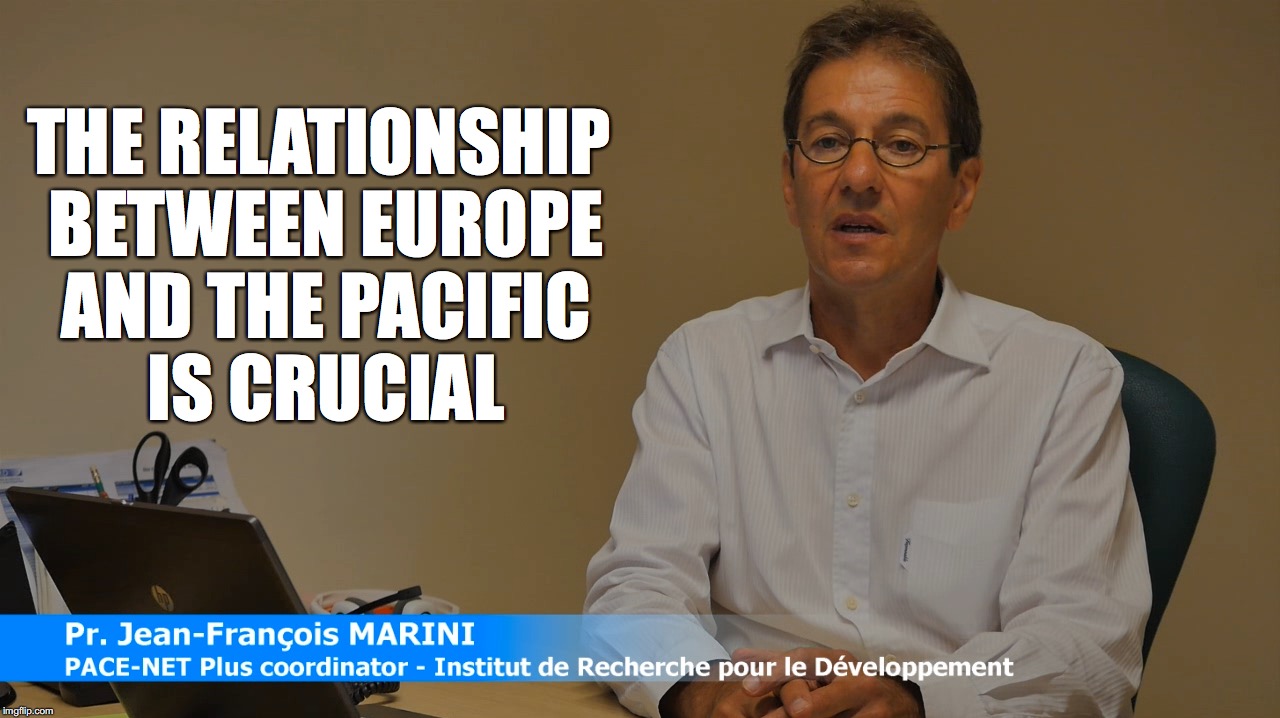 THE RELATIONSHIP
BETWEEN EUROPE
AND THE PACIFIC
IS CRUCIAL
hp
Pr. Jean-François MARINI
PACE-NET Plus coordinator - Institut de Recherche pour le Développement
imgflip.com